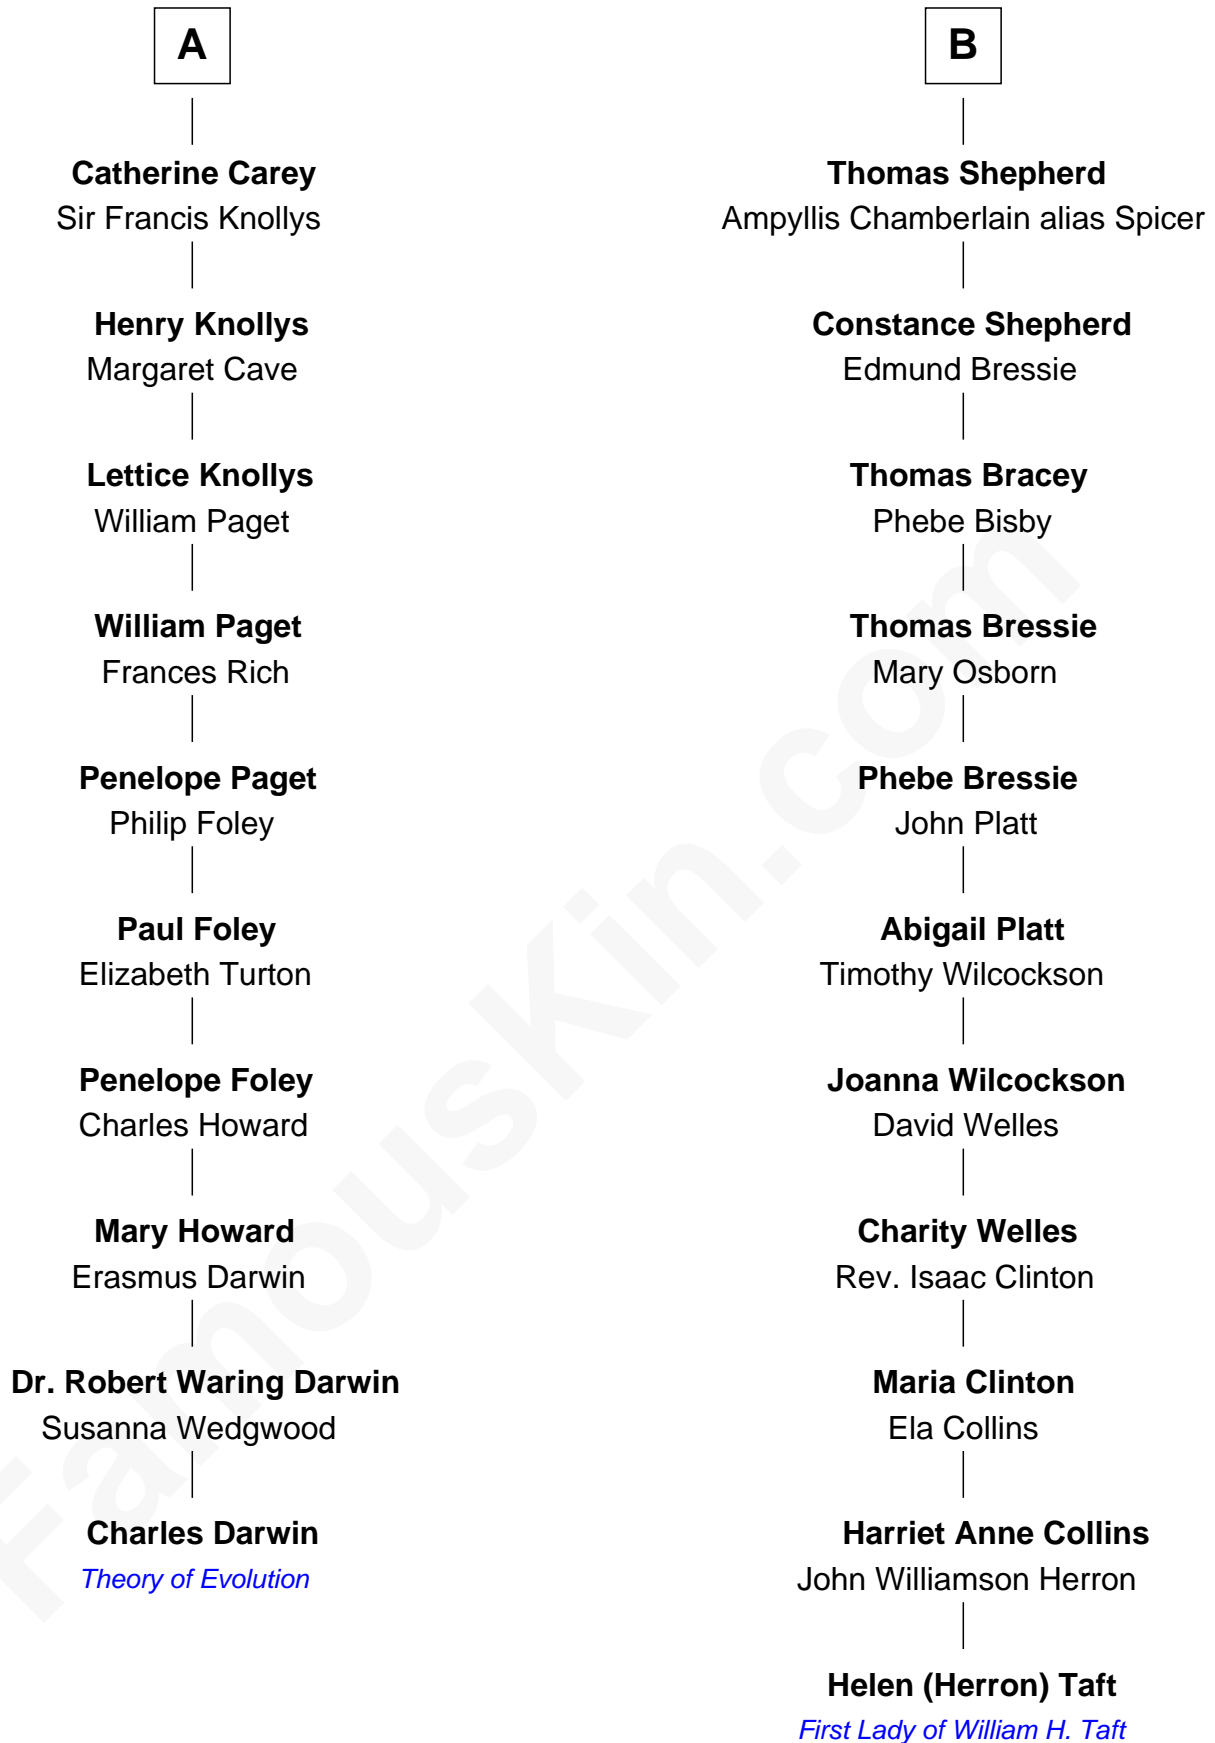 A
Catherine Carey
Sir Francis Knollys
Henry Knollys
Margaret Cave
Lettice Knollys
William Paget
William Paget
Frances Rich
Penelope Paget
Philip Foley
Paul Foley
Elizabeth Turton
Penelope Foley
Charles Howard
Mary Howard
Erasmus Darwin
Dr. Robert Waring Darwin
Susanna Wedgwood
Charles Darwin
Theory of Evolution
B
Thomas Shepherd
Ampyllis Chamberlain alias Spicer
Constance Shepherd
Edmund Bressie
Thomas Bracey
Phebe Bisby
Thomas Bressie
Mary Osborn
Phebe Bressie
John Platt
Abigail Platt
Timothy Wilcockson
Joanna Wilcockson
David Welles
Charity Welles
Rev. Isaac Clinton
Maria Clinton
Ela Collins
Harriet Anne Collins
John Williamson Herron
Helen (Herron) Taft
First Lady of William H. Taft
FamousKin.com